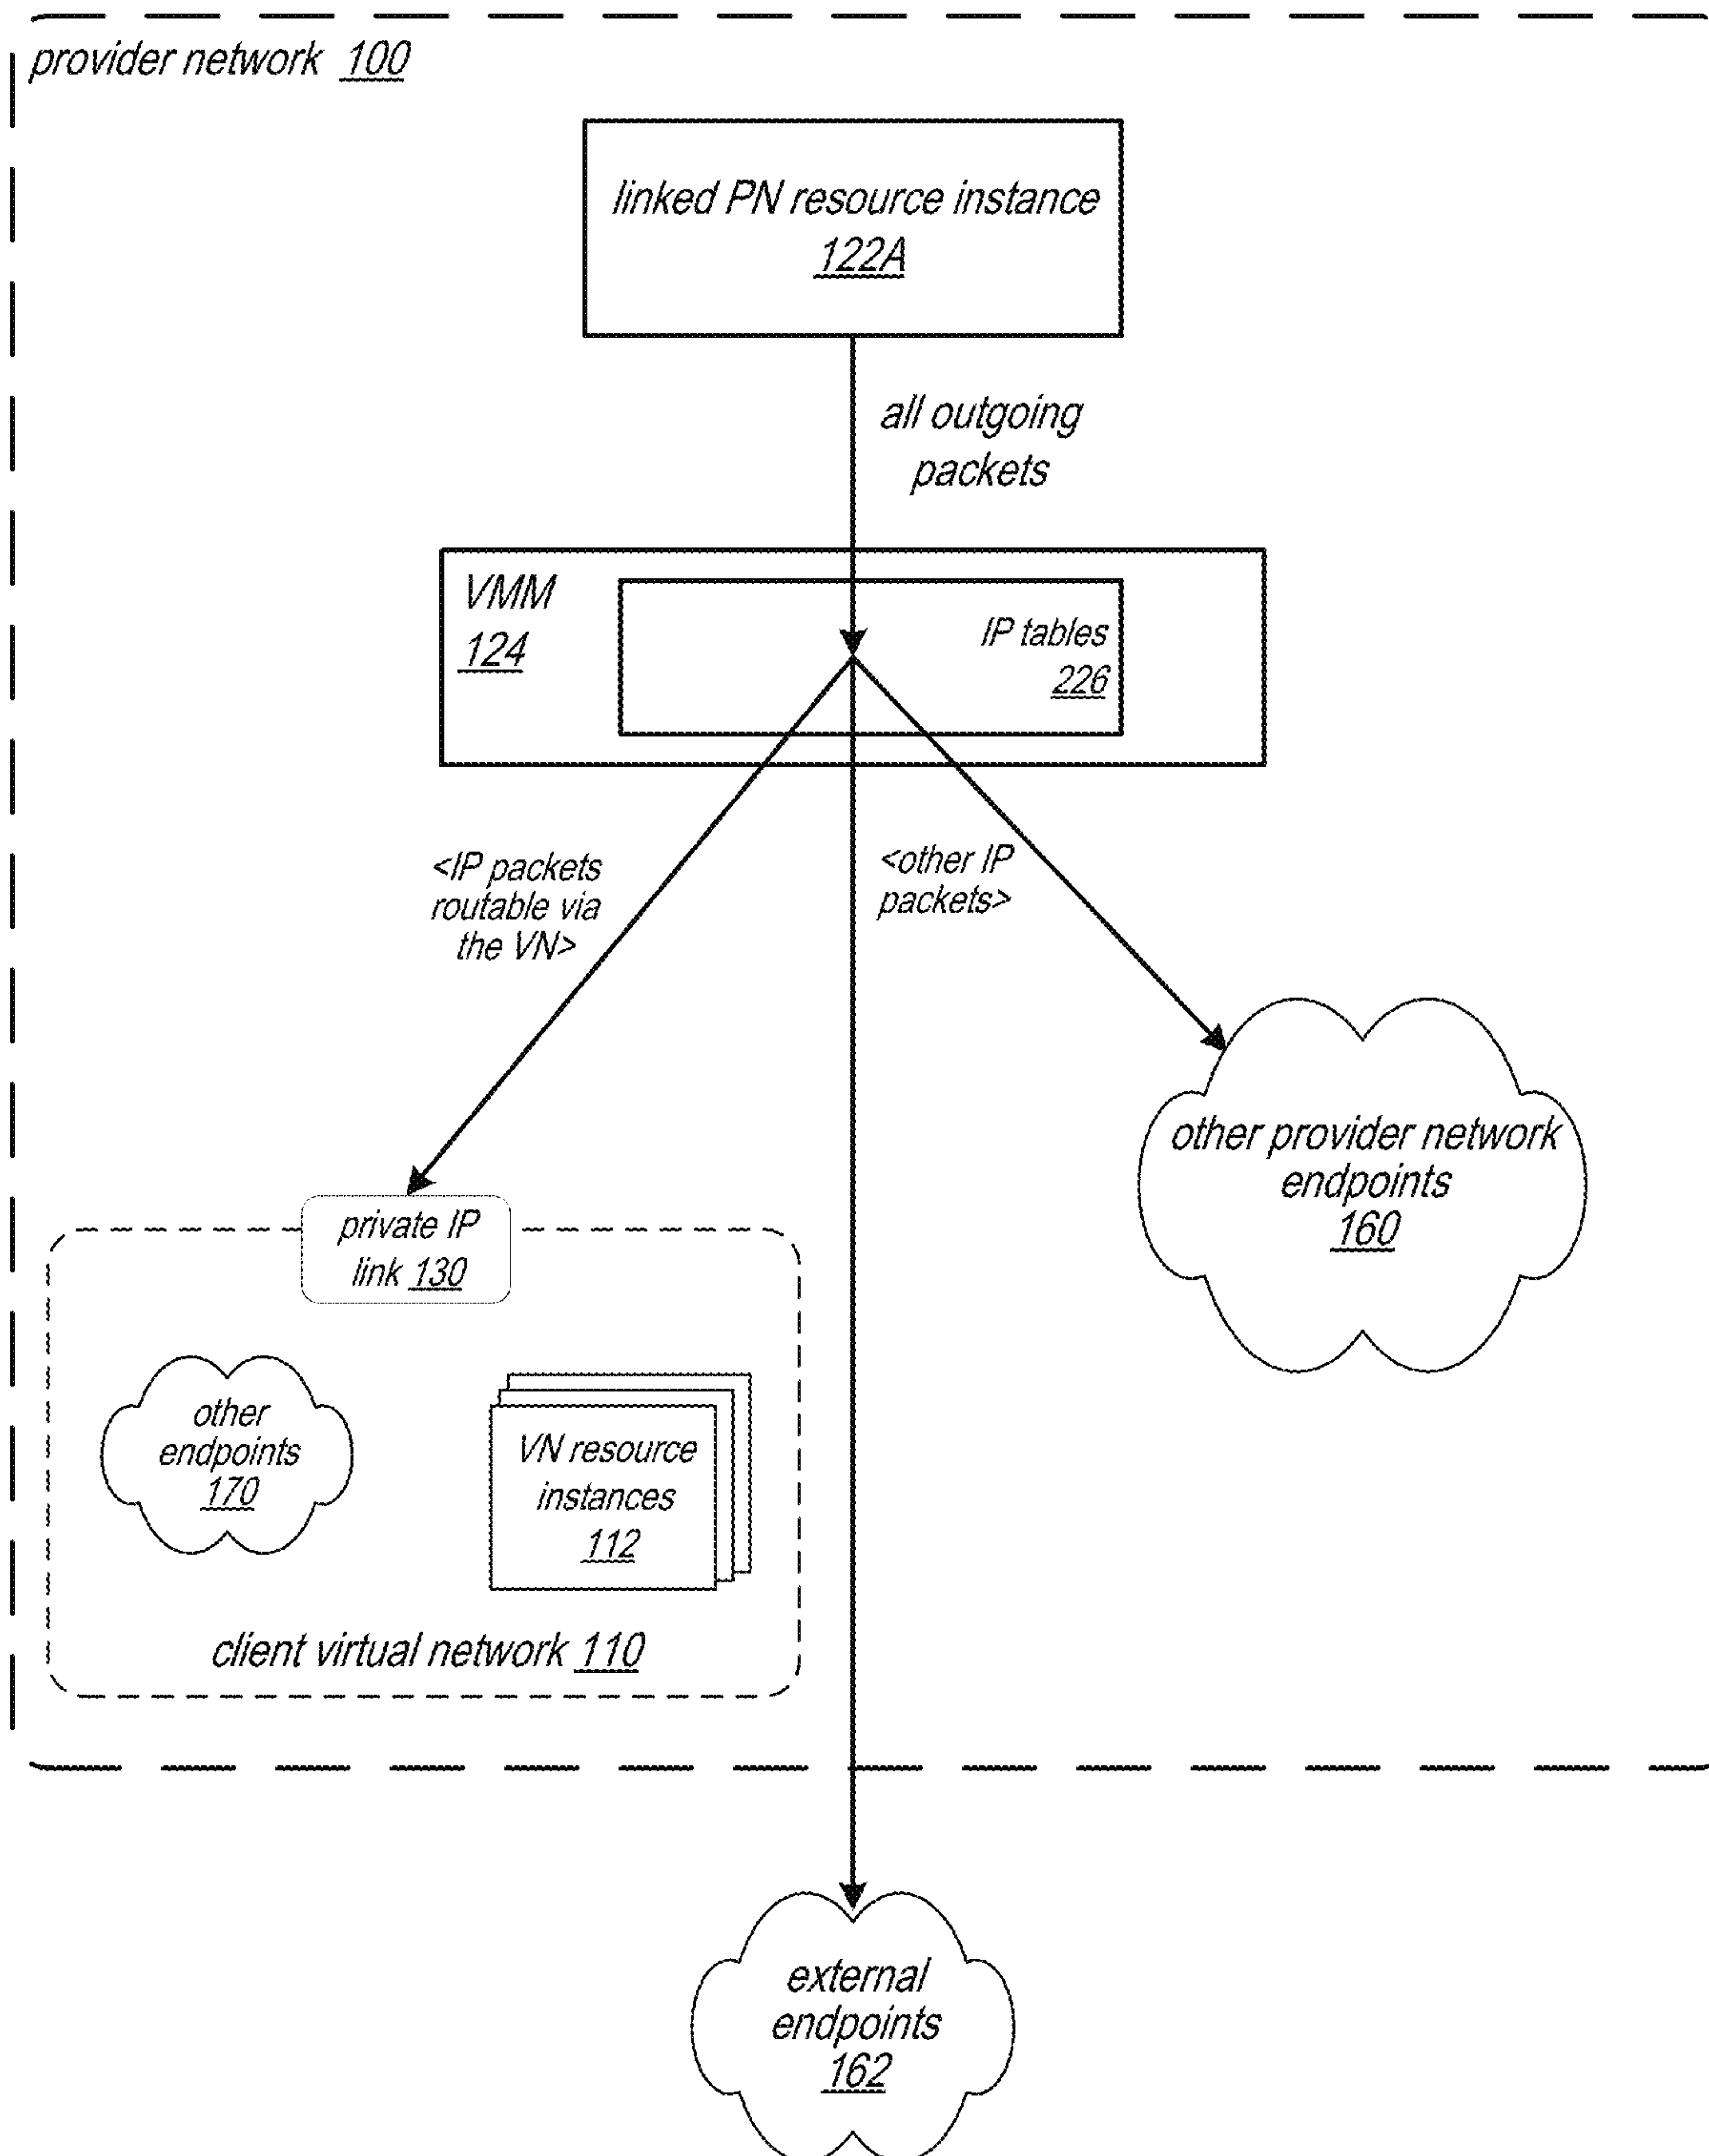 provider network 100
linked PN resource instance
122A
all outgoing
packets
VMM
124
IP tables
226
<IP packets
routable via
the VN>
<other IP
packets>
other provider network
endpoints
160
private IP
link 130
other
endpoints
170
VN resource
instances
112
client virtual network 110
external
endpoints
162